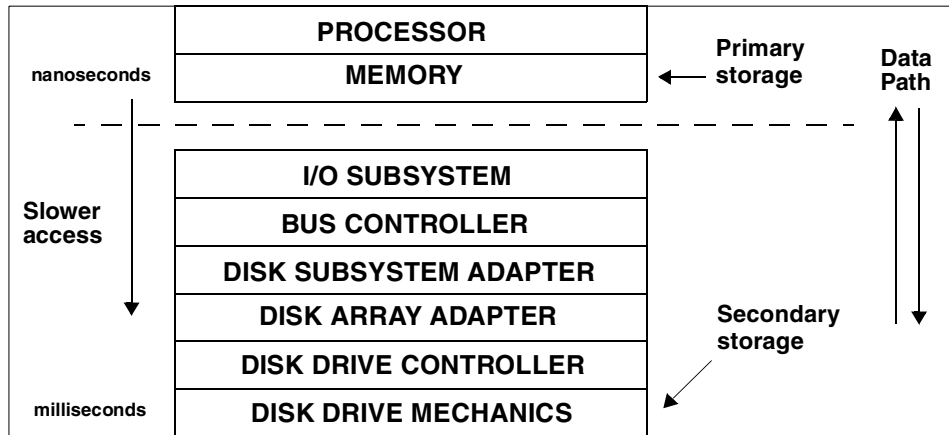 PROCESSOR
MEMORY
nanoseconds
Primary
storage
Data
Path
I/O SUBSYSTEM
BUS CONTROLLER
Slower
access
DISK SUBSYSTEM ADAPTER
DISK ARRAY ADAPTER
Secondary
storage
DISK DRIVE CONTROLLER
milliseconds
DISK DRIVE MECHANICS